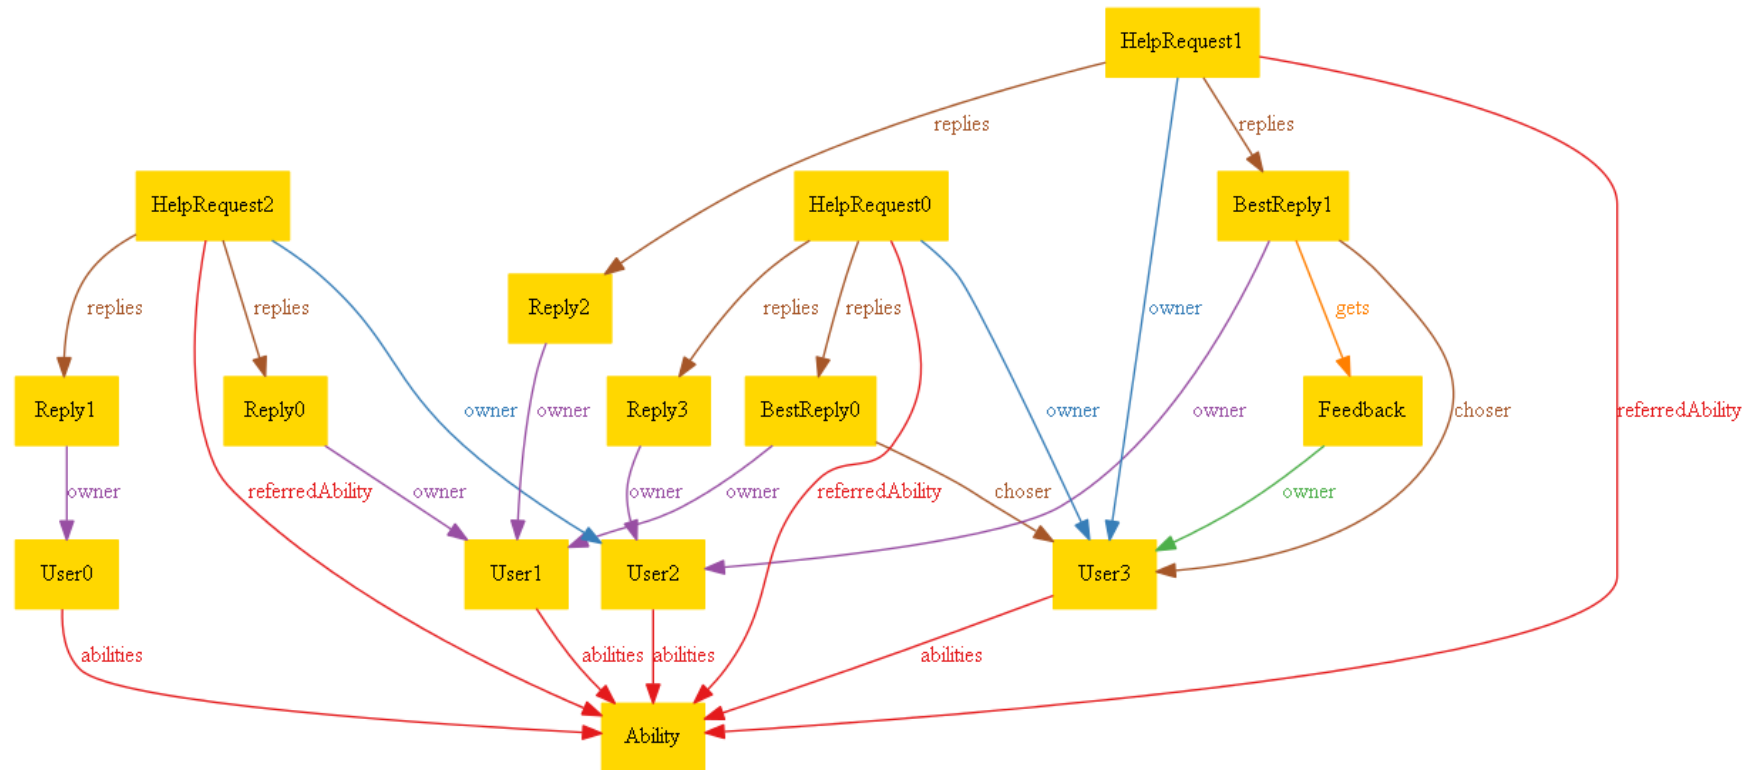 HelpRequest1
replies
replies
HelpRequest2
HelpRequest0
BestReply1
replies
replies
Reply2
replies
replies
owner
gets
Reply1
Reply0
owner
owner
Reply3
BestReply0
owner
owner
Feedback
choser
referredAbility
owner
referredAbility
owner
owner
owner
referredAbility
choser
owner
User0
User1
User2
User3
abilities
abilities
abilities
abilities
Ability